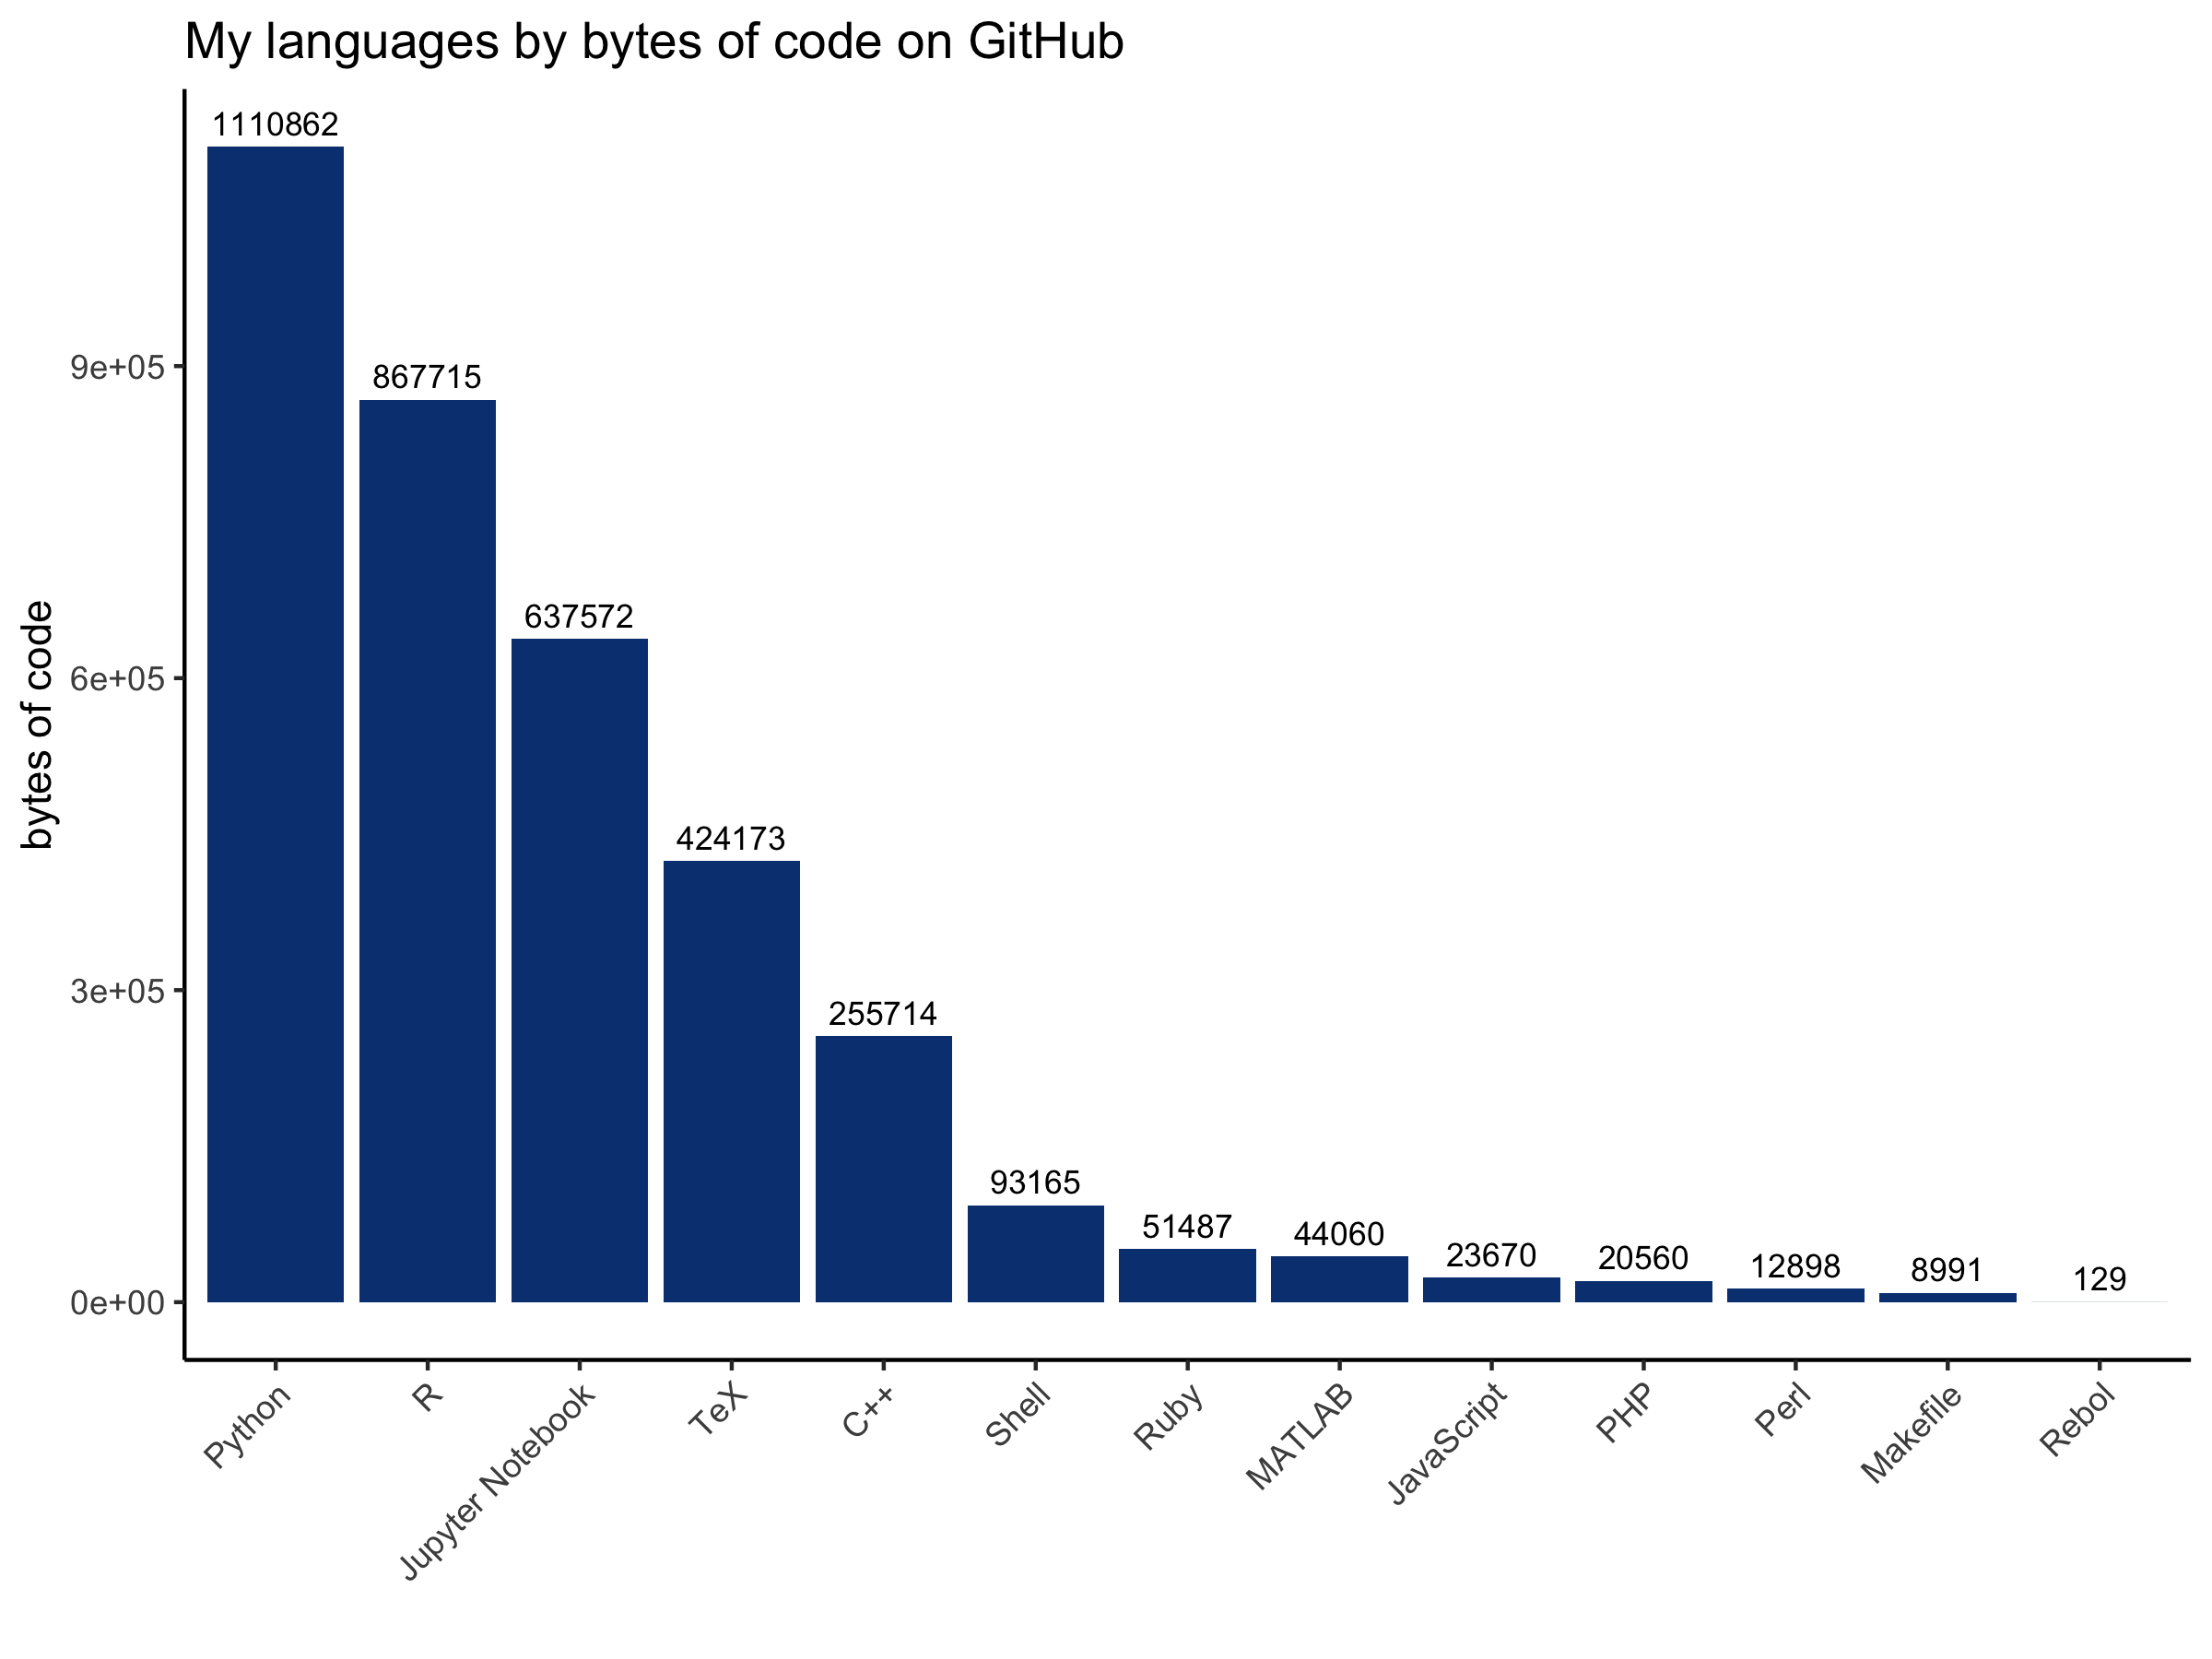 My languages by bytes of code on GitHub
bytes of code
9e+05
6e+05
3e+05
0e+00
1110862
867715
637572
424173
255714
93165
51487
44060
23670
20560
12898
8991
129
Python
R
Jupyter Notebook
TeX
C++
Shell
Ruby
MATLAB
JavaScript
PHP
Perl
Makefile
Rebol